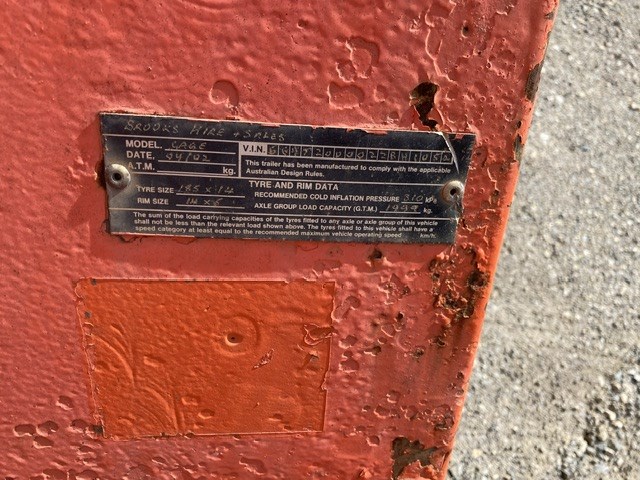 BROOKS HIRE + SALES
MODEL. CAGE V.I.N.
DATE. 04/02 This trailer has been manufactured to comply with the applicable
A.T.M. kg. Australian Design Rules.
TYRE AND RIM DATA
TYRE SIZE 185 x 14 RECOMMENDED COLD INFLATION PRESSURE 310 kPa
RIM SIZE 14 x 6 AXLE GROUP LOAD CAPACITY (G.T.M.) 1999 kg.
The sum of the load carrying capacities of the tyres fitted to any axle or axle group of this vehicle
shall not be less than the relevant load shown above. The tyres fitted to this vehicle shall have a
speed category at least equal to the recommended maximum vehicle operating speed km/h.